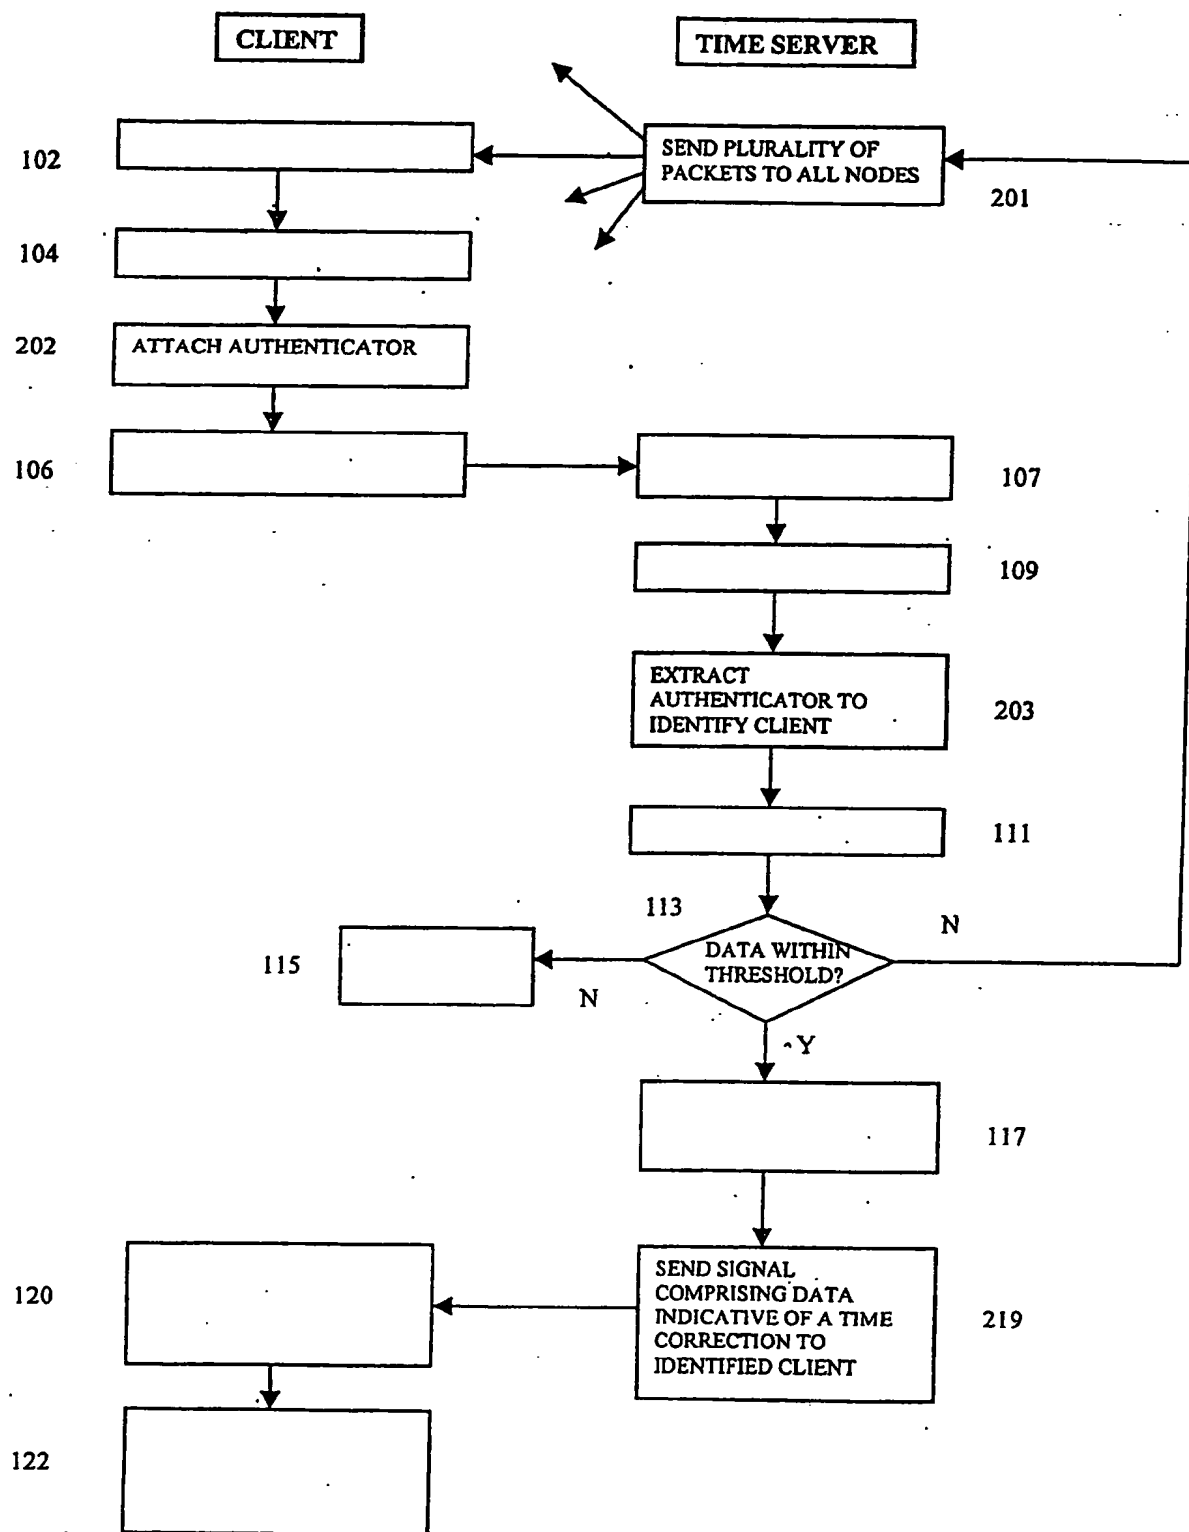 CLIENT
TIME SERVER
102
SEND PLURALITY OF
PACKETS TO ALL NODES
201
104
202
ATTACH AUTHENTICATOR
106
107
109
EXTRACT
AUTHENTICATOR TO
IDENTIFY CLIENT
203
111
113
N
115
DATA WITHIN
THRESHOLD?
N
Y
117
120
SEND SIGNAL
COMPRISING DATA
INDICATIVE OF A TIME
CORRECTION TO
IDENTIFIED CLIENT
219
122